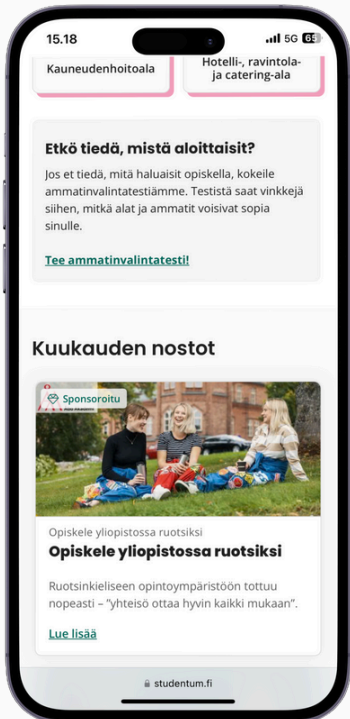 15.18
5G 65
Kauneudenhoitoala
Hotelli-, ravintola-
ja catering-ala
Etkö tiedä, mistä aloittaisit?
Jos et tiedä, mitä haluaisit opiskella, kokeile
ammatinvalintatestiämme. Testistä saat vinkkejä
siihen, mitkä alat ja ammatit voisivat sopia
sinulle.
Tee ammatinvalintatesti!
Kuukauden nostot
Sponsoroitu
Opiskele yliopistossa ruotsiksi
Opiskele yliopistossa ruotsiksi
Ruotsinkieliseen opintoympäristöön tottuu
nopeasti – "yhteisö ottaa hyvin kaikki mukaan".
Lue lisää
studentum.fi